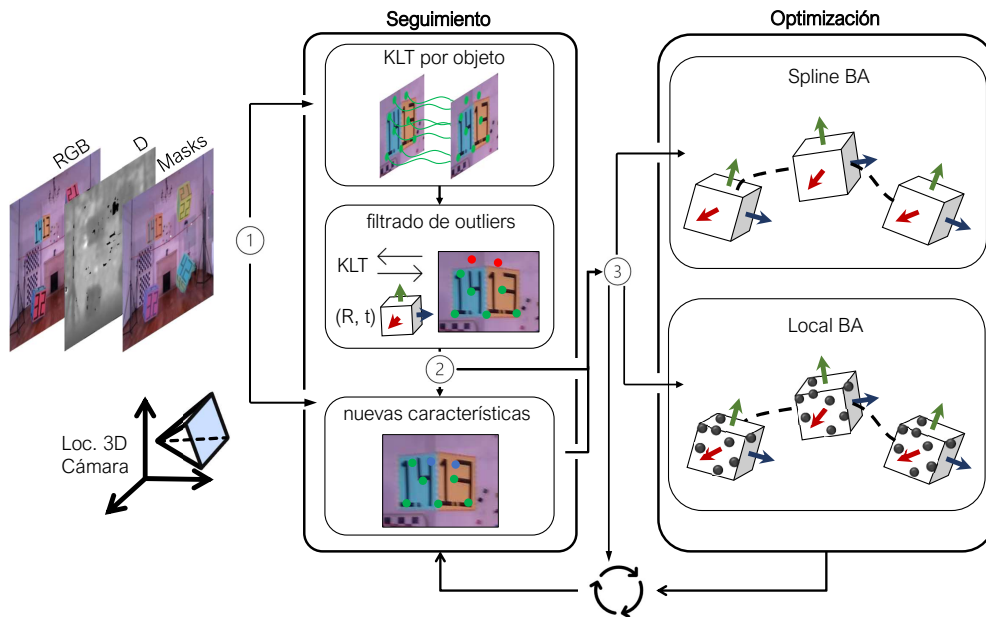 Seguimiento
Optimización
KLT por objeto
Spline BA
RGB
D
Masks
1
filtrado de outliers
KLT
(R, t)
3
2
Local BA
nuevas características
Loc. 3D
Cámara